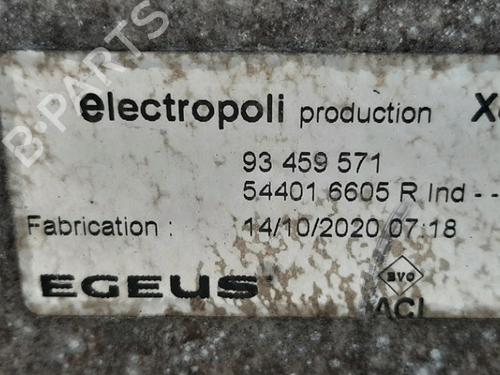 B-PARTS
electropoli production X
93 459 571
54401 6605 R Ind - -
Fabrication : 14/10/2020 07:18
EGEUS
BVO
ACI